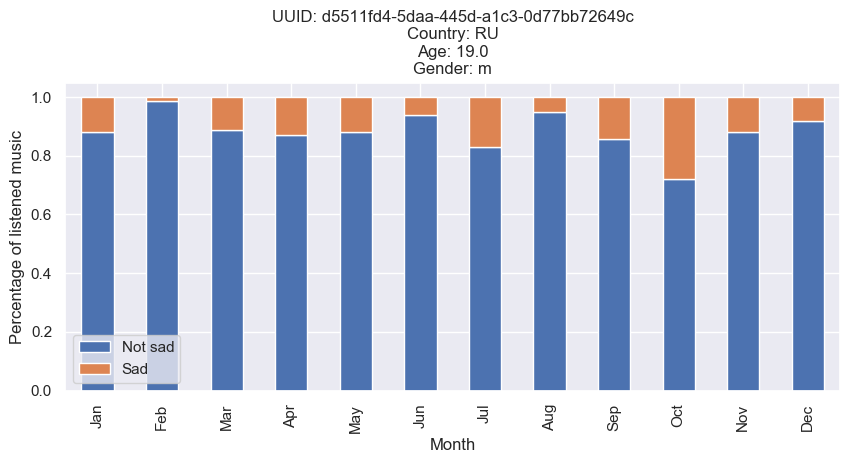 UUID: d5511fd4-5daa-445d-a1c3-0d77bb72649c
Country: RU
Age: 19.0
Gender: m
Percentage of listened music
1.0
0.8
0.6
0.4
0.2
0.0
Not sad
Sad
Jan
Feb
Mar
Apr
May
Jun
Jul
Aug
Sep
Oct
Nov
Dec
Month